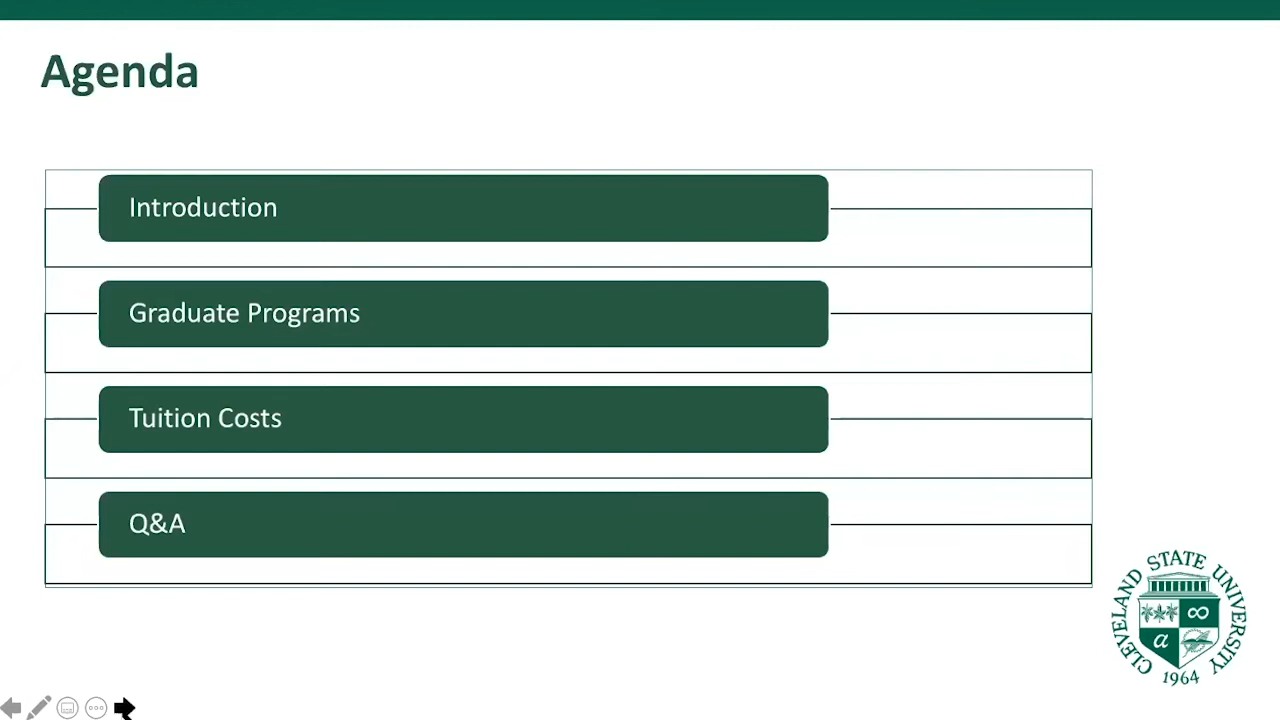 Agenda
Introduction
Graduate Programs
Tuition Costs
Q&A
CLEVELAND STATE UNIVERSITY
∞
a
1964